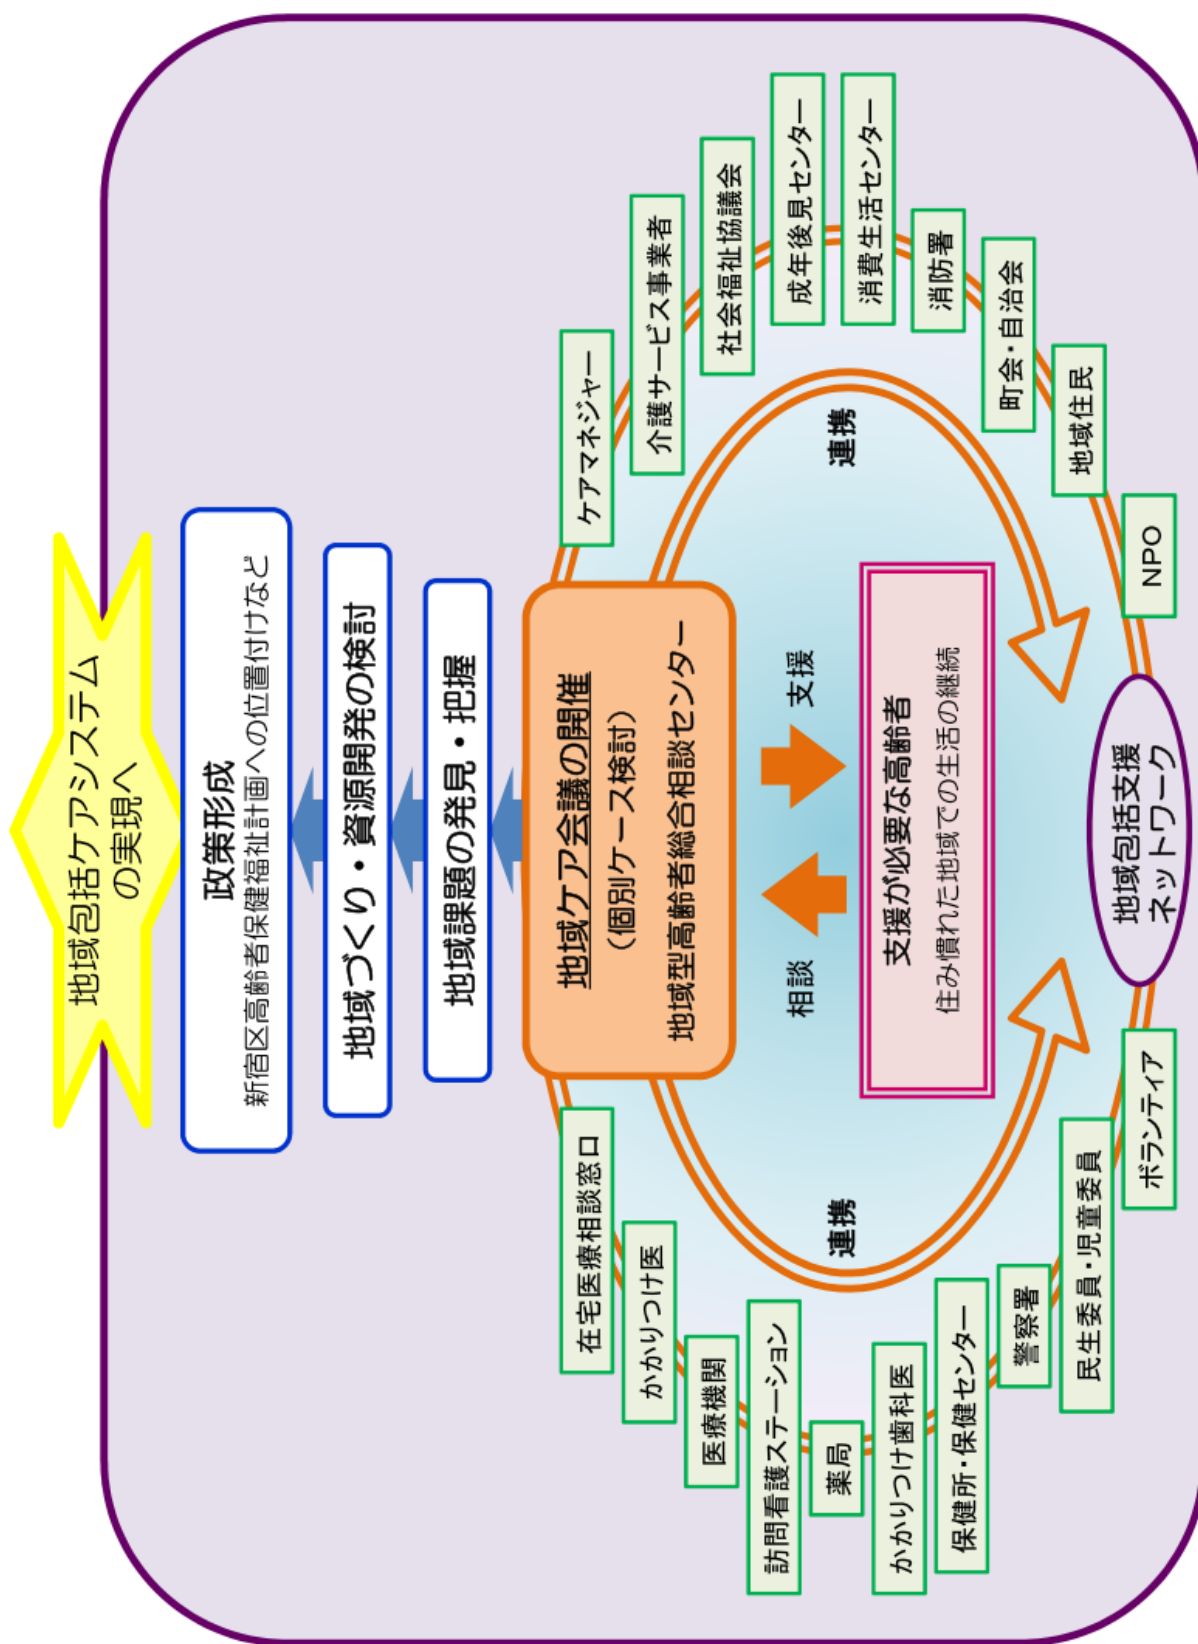 地域包括ケアシステム
の実現へ
政策形成
新宿区高齢者保健福祉計画への位置付けなど
地域づくり・資源開発の検討
地域課題の発見・把握
地域ケア会議の開催
（個別ケース検討）
地域型高齢者総合相談センター
相談
支援
支援が必要な高齢者
住み慣れた地域での生活の継続
連携
連携
在宅医療相談窓口
かかりつけ医
医療機関
訪問看護ステーション
薬局
かかりつけ歯科医
保健所・保健センター
警察署
民生委員・児童委員
ボランティア
ケアマネジャー
介護サービス事業者
社会福祉協議会
成年後見センター
消費生活センター
消防署
町会・自治会
地域住民
NPO
地域包括支援
ネットワーク